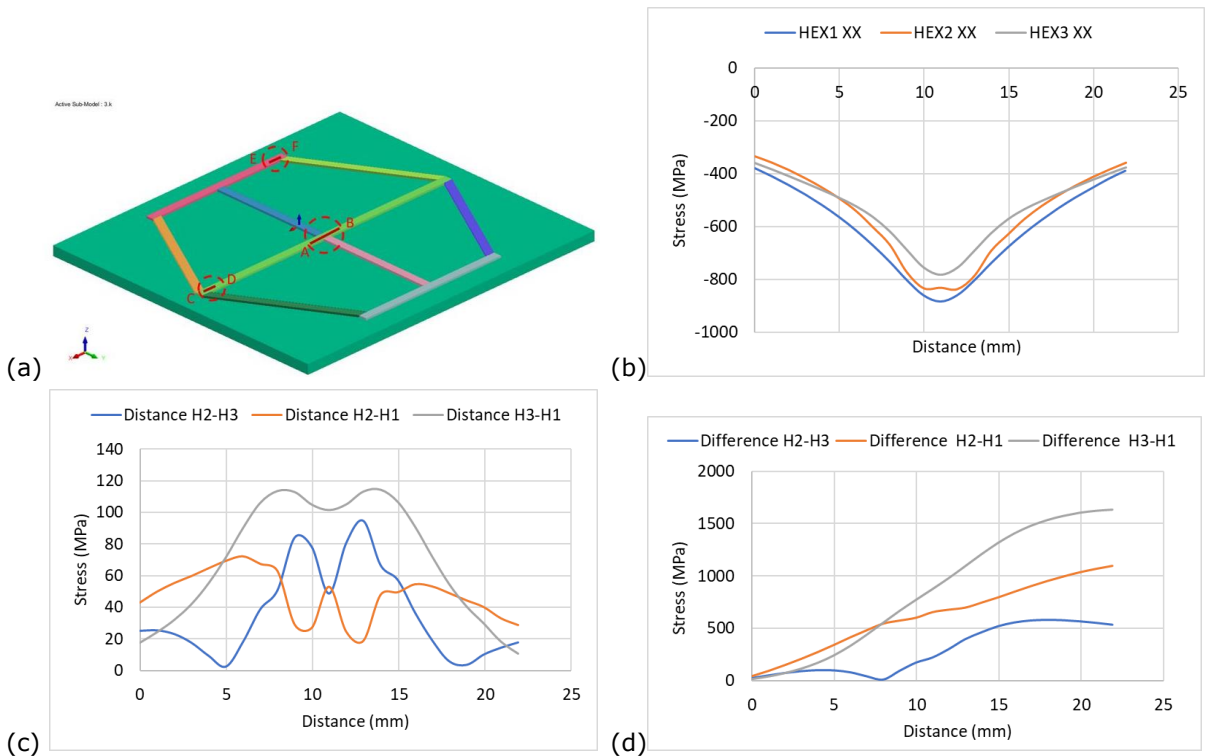 Active Sub-Model : 3.k
E F
B
A
D
C
Z
X Y
(a)
HEX1 XX HEX2 XX HEX3 XX
0
0 5 10 15 20 25
-200
-400
-600
-800
-1000
Stress (MPa)
Distance (mm)
(b)
Distance H2-H3 Distance H2-H1 Distance H3-H1
140
120
100
80
60
40
20
0
0 5 10 15 20 25
Stress (MPa)
Distance (mm)
(c)
Difference H2-H3 Difference H2-H1 Difference H3-H1
2000
1500
1000
500
0
0 5 10 15 20 25
Stress (MPa)
Distance (mm)
(d)